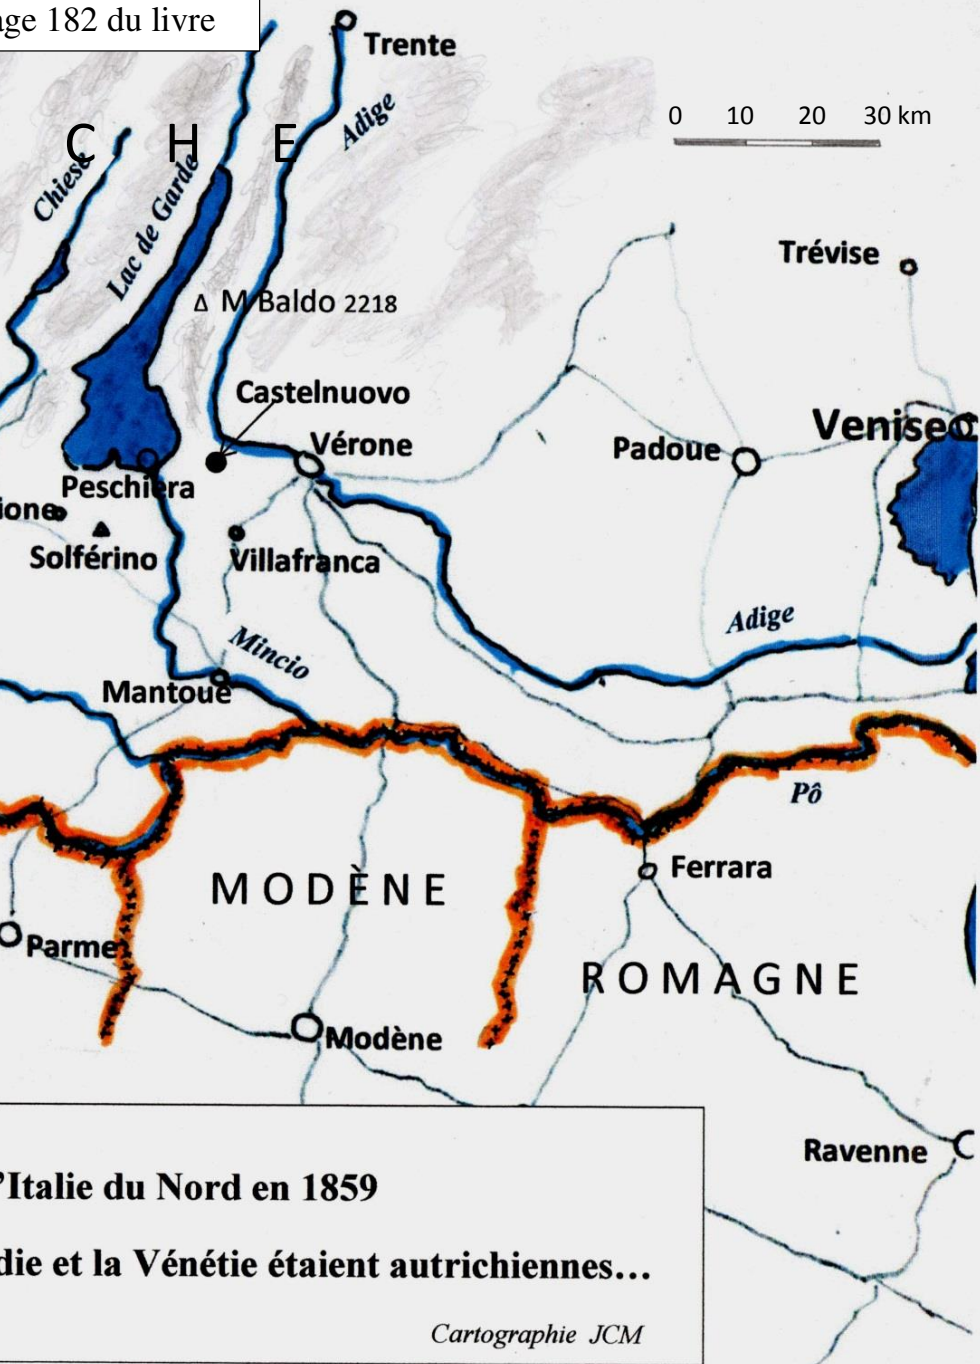 age 182 du livre
Trente
Adige
0 10 20 30 km
C H E
Chiese
Lac de Garde
Trévise
M Baldo 2218
Castelnuovo
Vérone
Venise
Padoue
Peschiera
ione
Solférino
Villafranca
Adige
Mincio
Mantoue
Pô
Ferrara
MODÈNE
Parme
ROMAGNE
Modène
Ravenne
’Italie du Nord en 1859
die et la Vénétie étaient autrichiennes…
Cartographie JCM